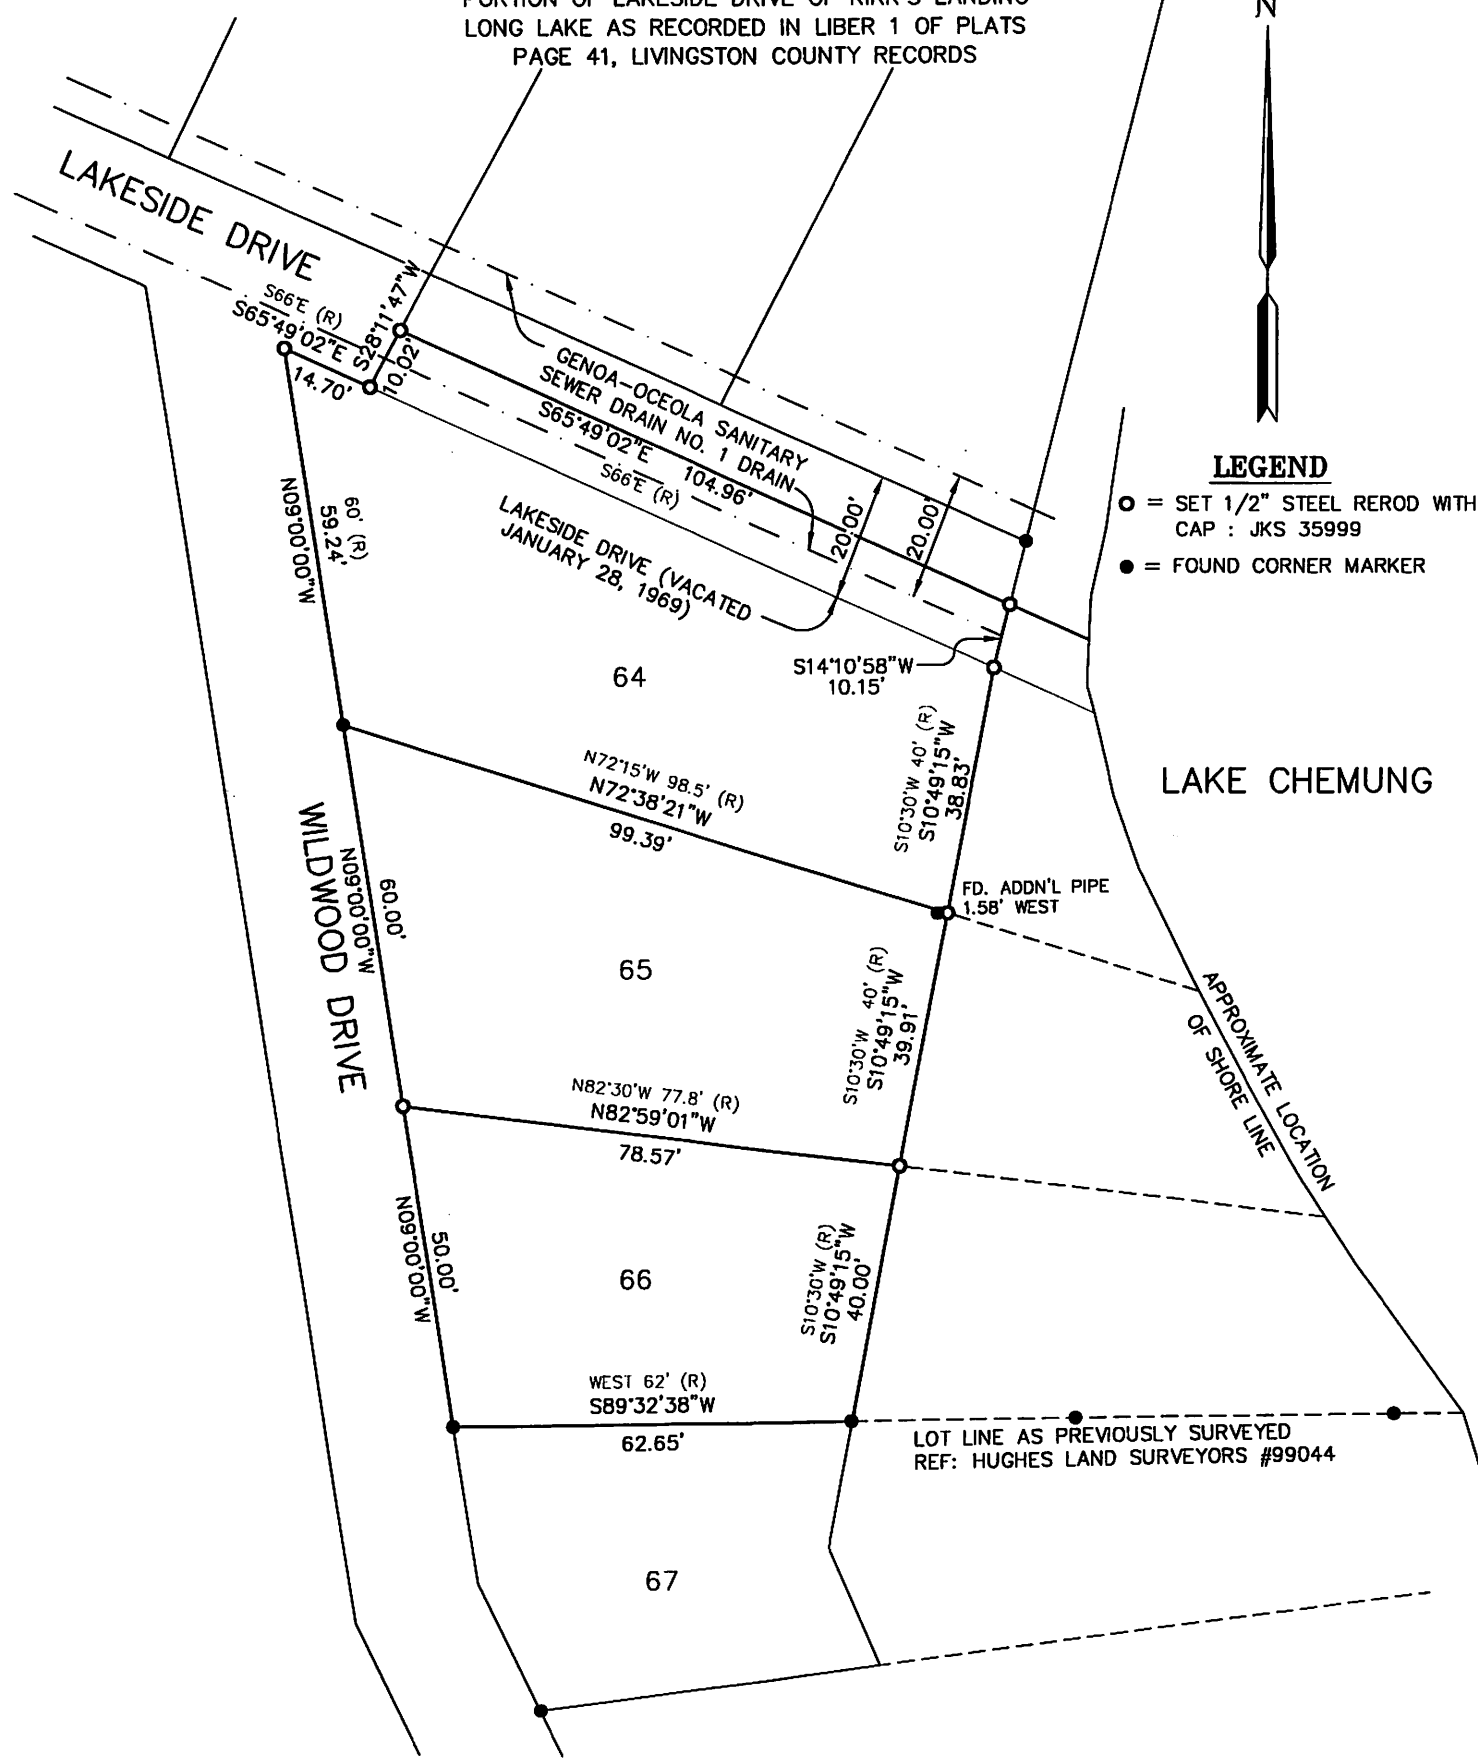 PORTION OF LAKESIDE DRIVE OF KIRK'S LANDING
LONG LAKE AS RECORDED IN LIBER 1 OF PLATS
PAGE 41, LIVINGSTON COUNTY RECORDS
N
LAKESIDE DRIVE
S66°E (R)
S65°49'02"E
14.70'
S28°11'47"W
10.02'
GENOA-OCEOLA SANITARY
SEWER DRAIN NO. 1 DRAIN
S65°49'02"E 104.96'
S66°E (R)
20.00'
20.00'
LAKESIDE DRIVE (VACATED
JANUARY 28, 1969)
LEGEND
O = SET 1/2" STEEL REROD WITH
CAP : JKS 35999
● = FOUND CORNER MARKER
60' (R)
59.24'
N09°00'00"W
64
S14°10'58"W
10.15'
S10°30'W 40' (R)
S10°49'15"W
38.83'
LAKE CHEMUNG
N72°15'W 98.5' (R)
N72°38'21"W
99.39'
FD. ADDN'L PIPE
1.58' WEST
WILDWOOD DRIVE
60.00'
N09°00'00"W
65
S10°30'W 40' (R)
S10°49'15"W
39.91'
APPROXIMATE LOCATION
OF SHORE LINE
N82°30'W 77.8' (R)
N82°59'01"W
78.57'
50.00'
N09°00'00"W
66
S10°30'W (R)
S10°49'15"W
40.00'
WEST 62' (R)
S89°32'38"W
62.65'
LOT LINE AS PREVIOUSLY SURVEYED
REF: HUGHES LAND SURVEYORS #99044
67